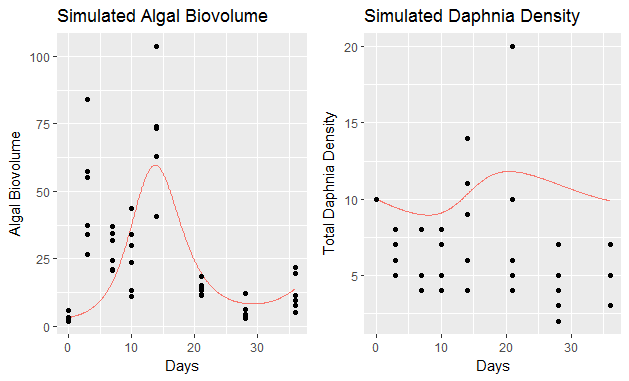 Simulated Algal Biovolume
Algal Biovolume
100
75
50
25
0
0
10
20
30
Days
Simulated Daphnia Density
Total Daphnia Density
20
15
10
5
0
10
20
30
Days